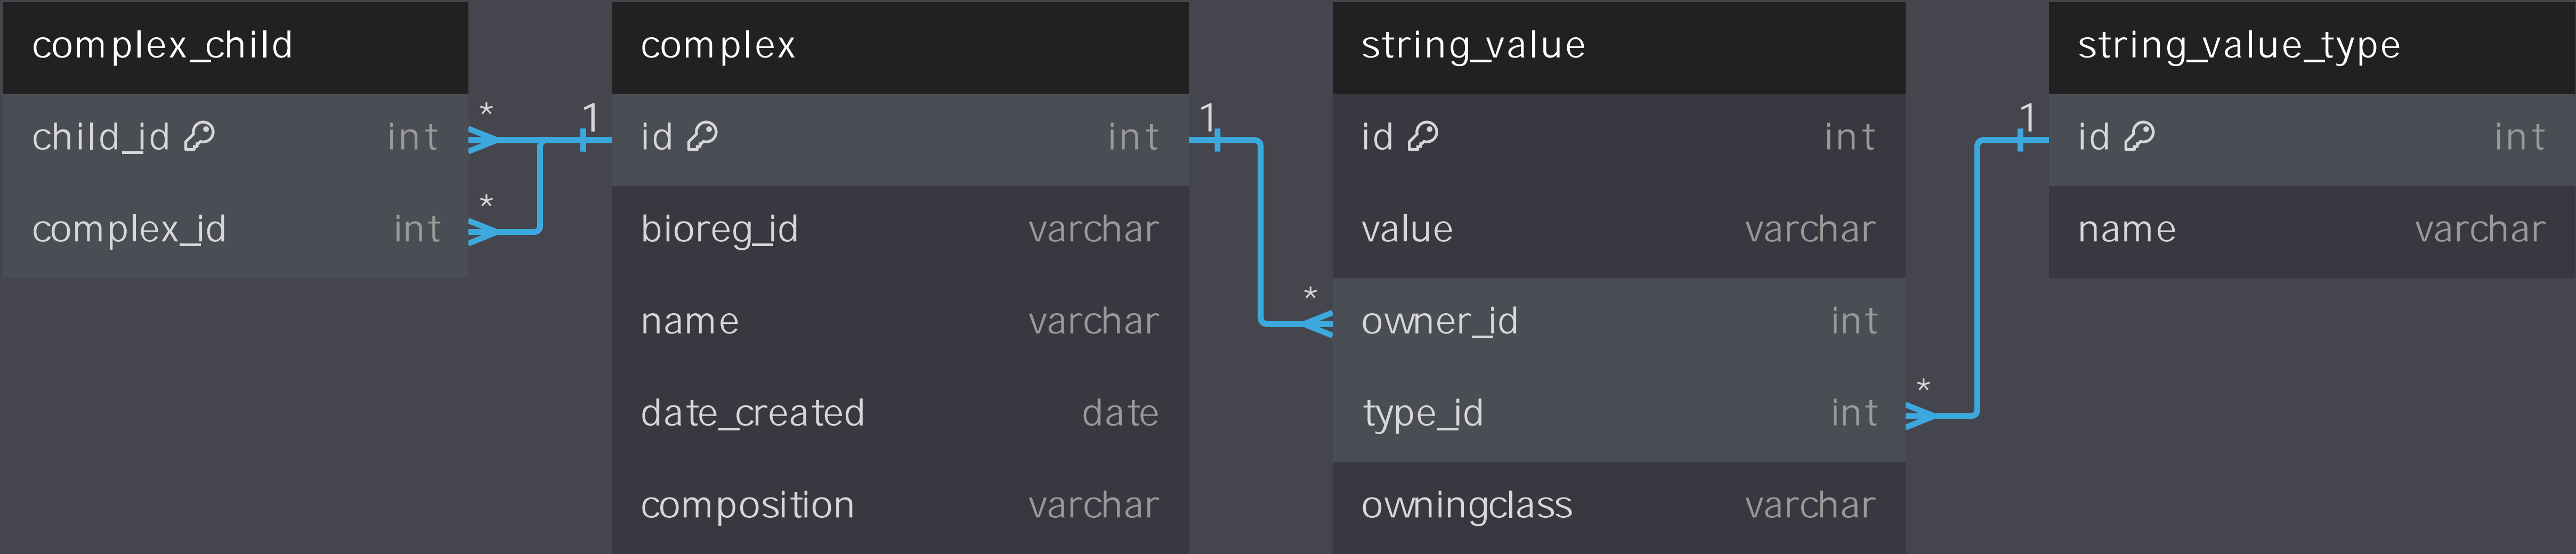 complex_child
child_id int
complex_id int
* 1
*
complex
id int
bioreg_id varchar
name varchar
date_created date
composition varchar
1
*
string_value
id int
value varchar
owner_id int
type_id int
owningclass varchar
1
*
string_value_type
id int
name varchar